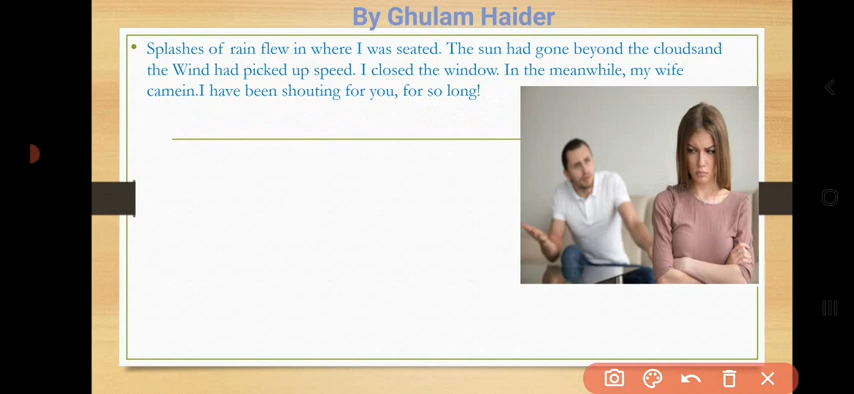 By Ghulam Haider
• Splashes of rain flew in where I was seated. The sun had gone beyond the cloudsand
the Wind had picked up speed. I closed the window. In the meanwhile, my wife
camein.I have been shouting for you, for so long!